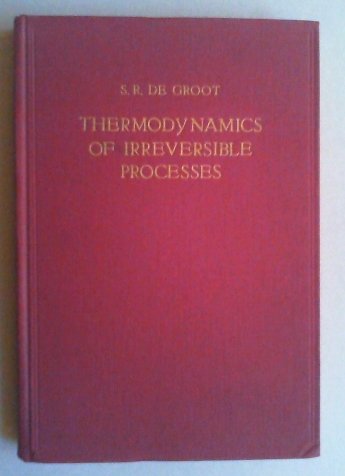 S. R. DE GROOT
THERMODyNAMICS
OF IRREVERSIBLE
PROCESSES